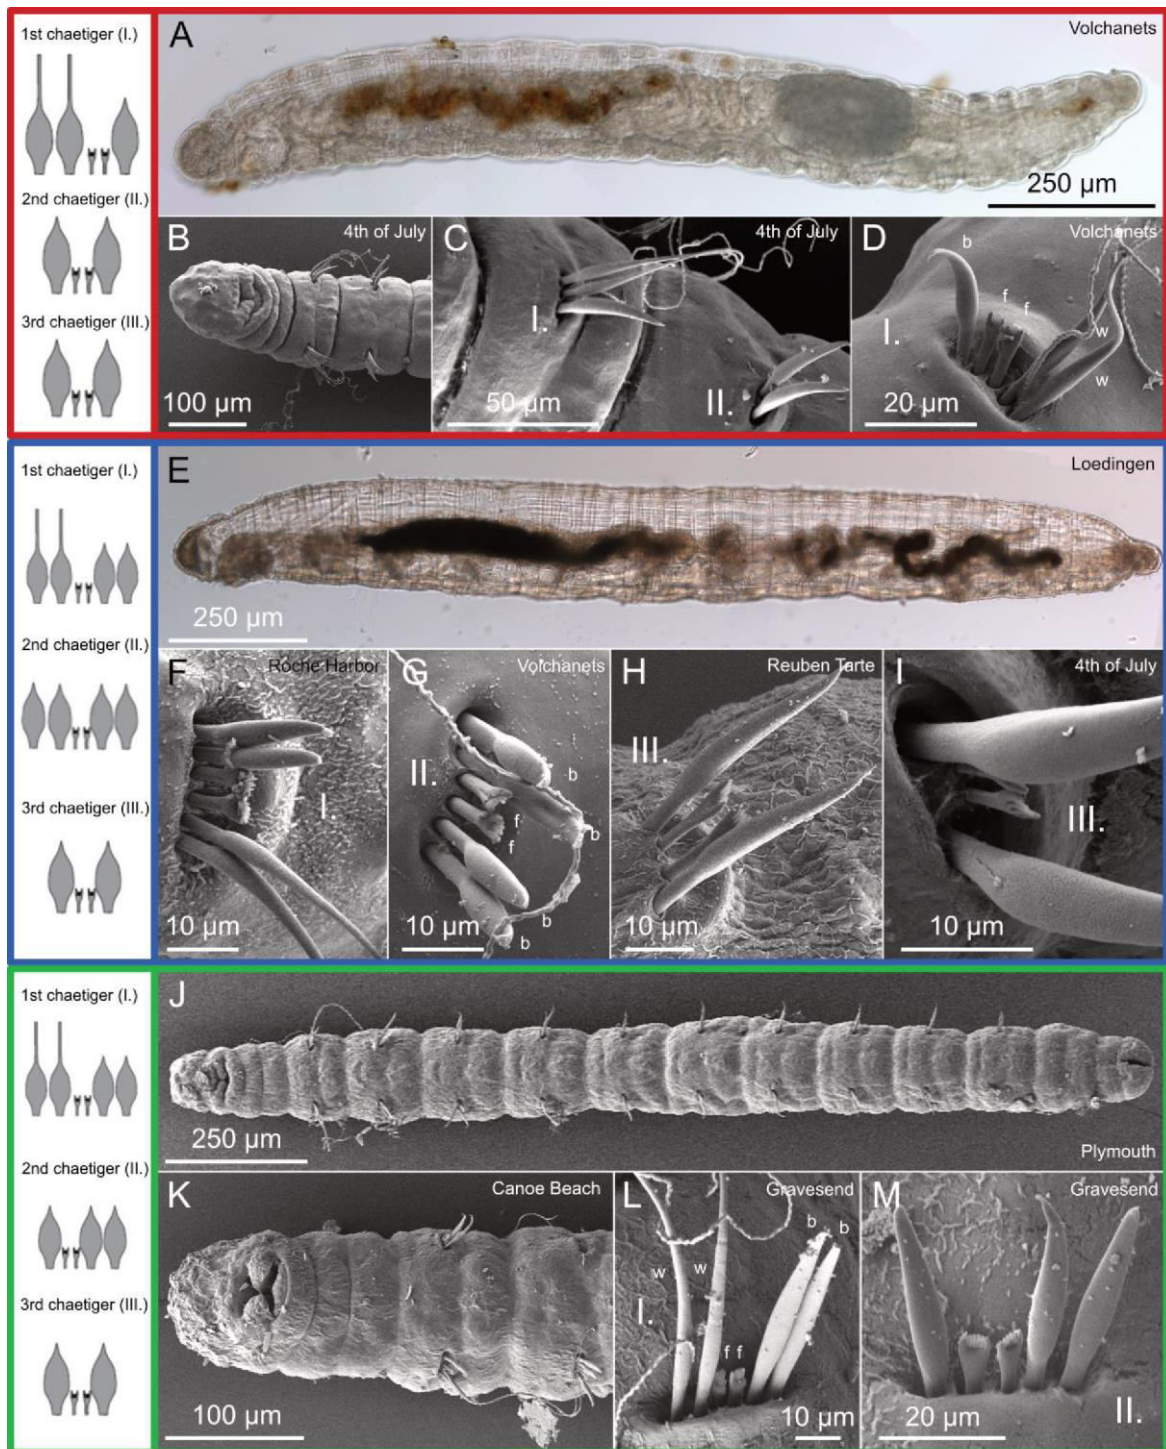 1st chaetiger (I.)
2nd chaetiger (II.)
3rd chaetiger (III.)
A
Volchanets
250 µm
B
4th of July
100 µm
C
4th of July
I.
II.
50 µm
D
Volchanets
b
f
f
I.
w
w
20 µm
1st chaetiger (I.)
2nd chaetiger (II.)
3rd chaetiger (III.)
E
Loedingen
250 µm
F
Roche Harbor
I.
10 µm
G
Volchanets
II.
b
b
f
f
b
b
10 µm
H
Reuben Tarte
III.
10 µm
I
4th of July
III.
10 µm
1st chaetiger (I.)
2nd chaetiger (II.)
3rd chaetiger (III.)
J
250 µm
Plymouth
K
Canoe Beach
100 µm
L
Gravesend
b
b
w
w
I.
f f
10 µm
M
Gravesend
20 µm
II.